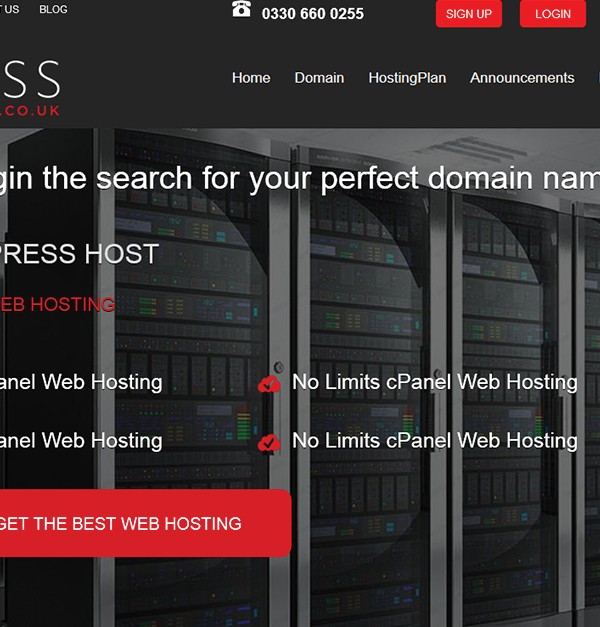 T US BLOG 0330 660 0255 SIGN UP LOGIN
SS
.CO.UK
Home Domain HostingPlan Announcements
gin the search for your perfect domain nam
PRESS HOST
EB HOSTING
anel Web Hosting No Limits cPanel Web Hosting
anel Web Hosting No Limits cPanel Web Hosting
GET THE BEST WEB HOSTING